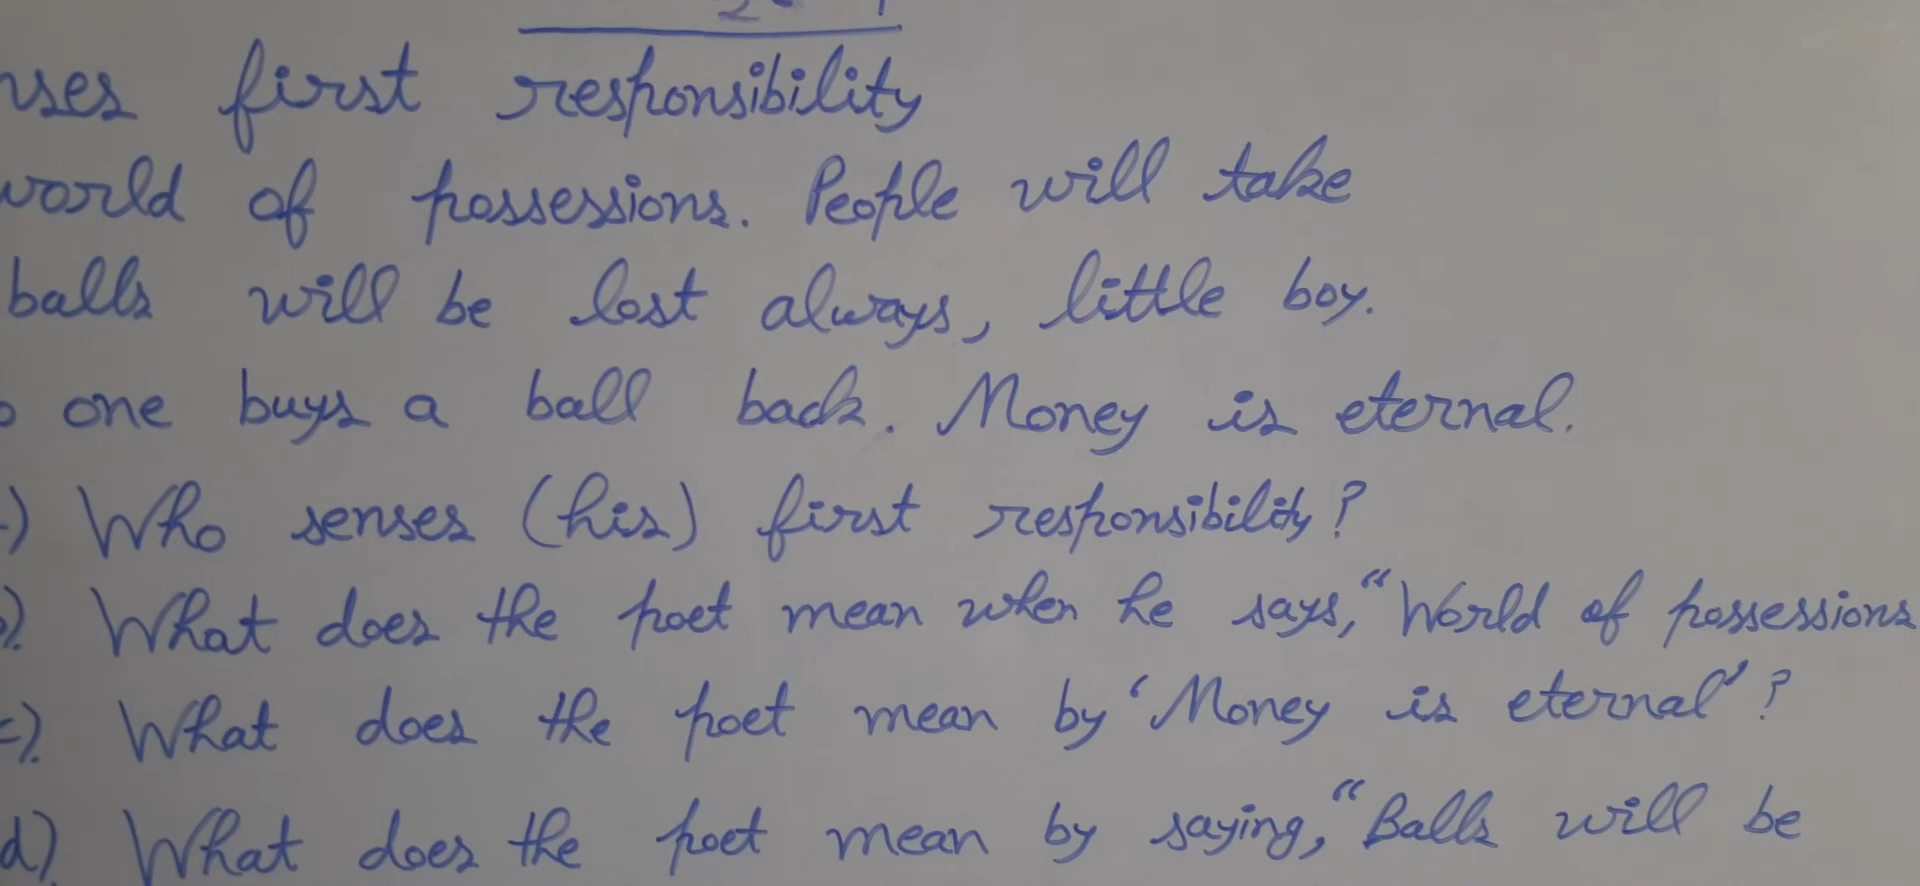 first responsibility
world of possessions. People will take
balls will be lost always, little boy.
one buys a ball back. Money is eternal.
) Who senses (his) first responsibility?
). What does the poet mean when he says, "World of possessions
c). What does the poet mean by 'Money is eternal'?
d) What does the poet mean by saying, "Balls will be